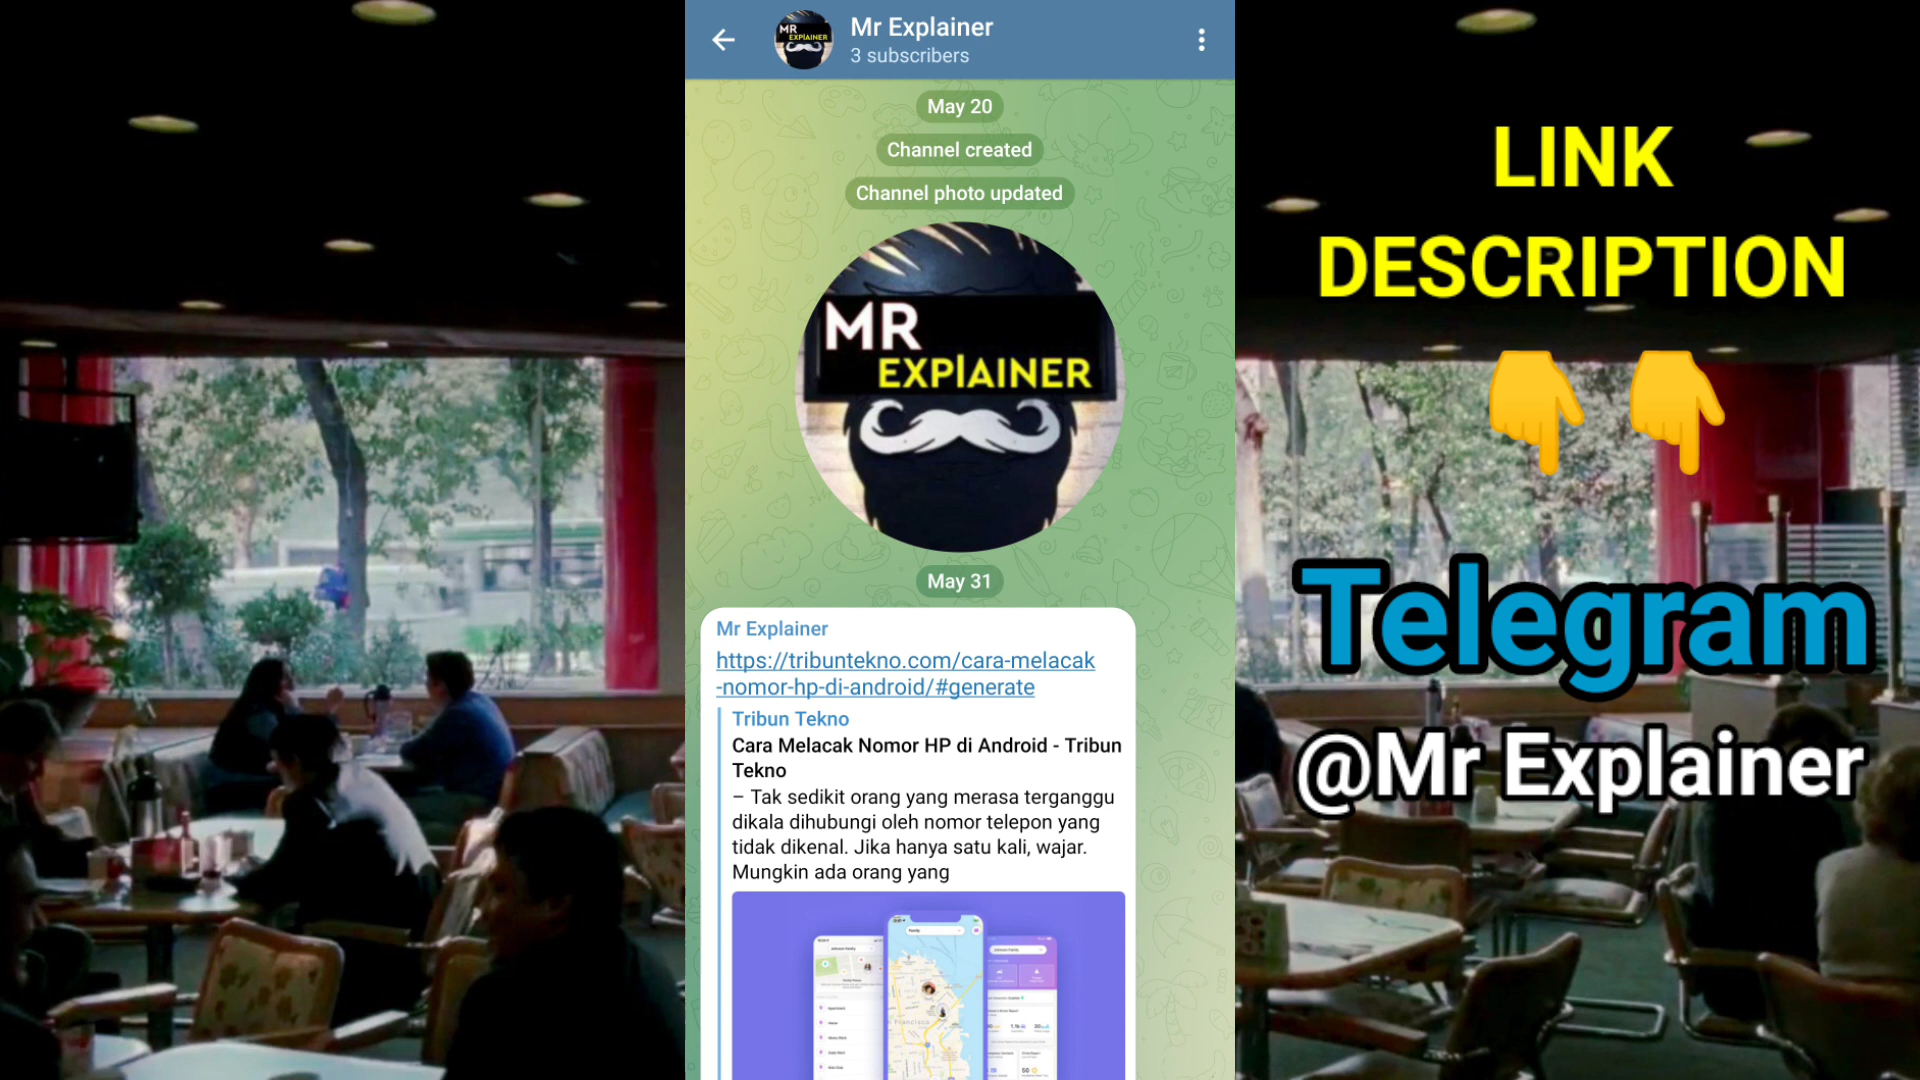 Mr Explainer
3 subscribers
May 20
Channel created
Channel photo updated
MR
EXPLAINER
MR
EXPLAINER
May 31
Mr Explainer
https://tribuntekno.com/cara-melacak
-nomor-hp-di-android/#generate
Tribun Tekno
Cara Melacak Nomor HP di Android - Tribun
Tekno
– Tak sedikit orang yang merasa terganggu
dikala dihubungi oleh nomor telepon yang
tidak dikenal. Jika hanya satu kali, wajar.
Mungkin ada orang yang
LINK
DESCRIPTION
👇 👇
Telegram
@Mr Explainer